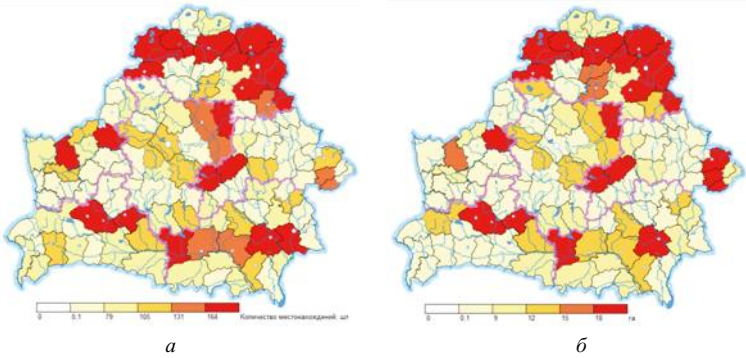 0 0.1 79 105 131 164 Количество местонахождений, шт
0 0.1 9 12 15 18 га
а
б